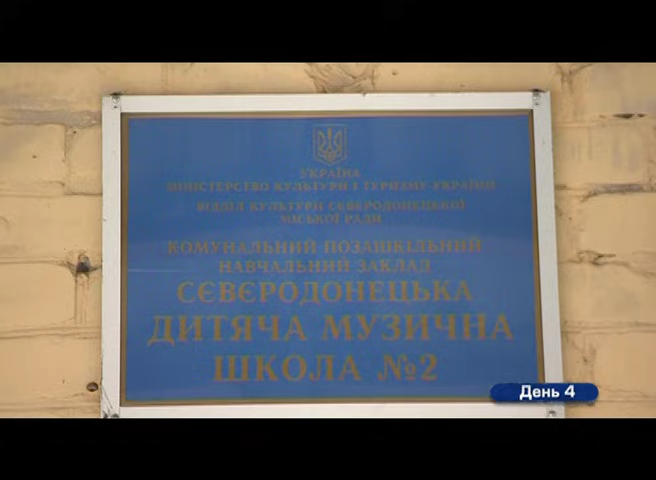 УКРАЇНА
МІНІСТЕРСТВО КУЛЬТУРИ І ТУРИЗМУ УКРАЇНИ
ВІДДІЛ КУЛЬТУРИ СЄВЄРОДОНЕЦЬКОЇ
МІСЬКОЇ РАДИ
КОМУНАЛЬНИЙ ПОЗАШКІЛЬНИЙ
НАВЧАЛЬНИЙ ЗАКЛАД
СЄВЄРОДОНЕЦЬКА
ДИТЯЧА МУЗИЧНА
ШКОЛА №2
День 4